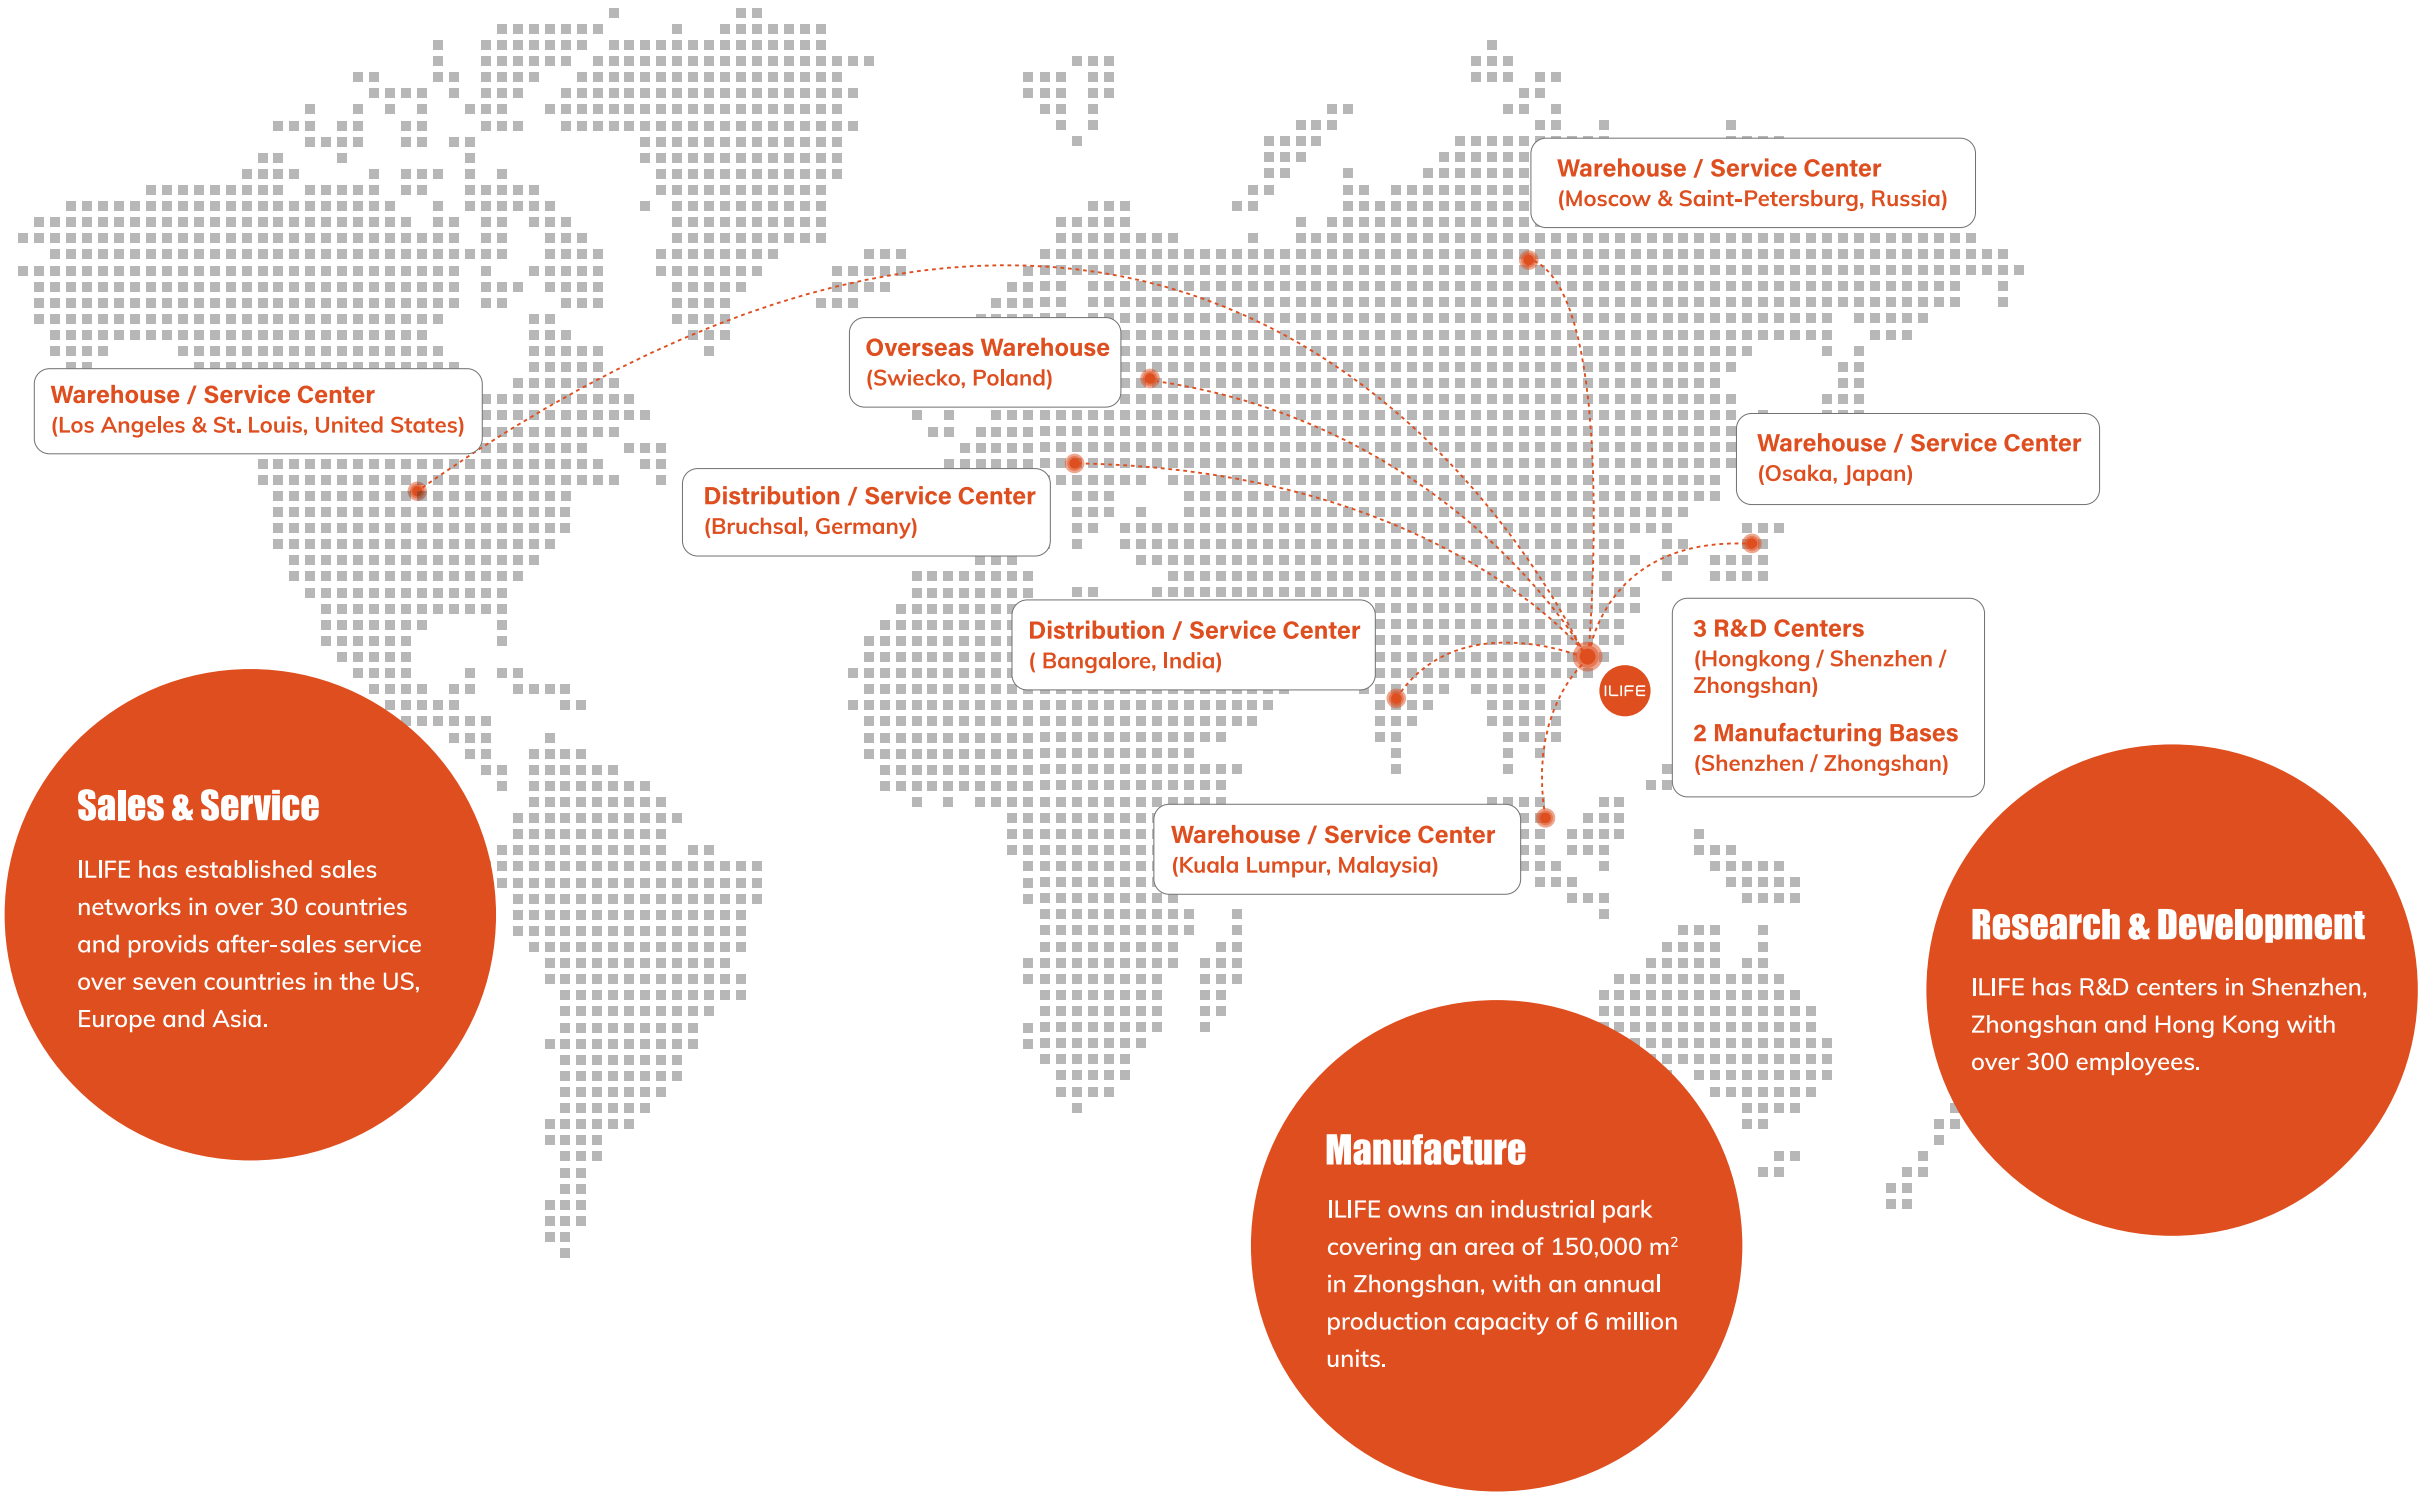 Warehouse / Service Center
(Moscow & Saint-Petersburg, Russia)
Overseas Warehouse
(Swiecko, Poland)
Warehouse / Service Center
(Los Angeles & St. Louis, United States)
Warehouse / Service Center
(Osaka, Japan)
Distribution / Service Center
(Bruchsal, Germany)
Distribution / Service Center
( Bangalore, India)
3 R&D Centers
(Hongkong / Shenzhen /
Zhongshan)
2 Manufacturing Bases
(Shenzhen / Zhongshan)
ILIFE
Warehouse / Service Center
(Kuala Lumpur, Malaysia)
Sales & Service
ILIFE has established sales
networks in over 30 countries
and provids after-sales service
over seven countries in the US,
Europe and Asia.
Research & Development
ILIFE has R&D centers in Shenzhen,
Zhongshan and Hong Kong with
over 300 employees.
Manufacture
ILIFE owns an industrial park
covering an area of 150,000 m²
in Zhongshan, with an annual
production capacity of 6 million
units.